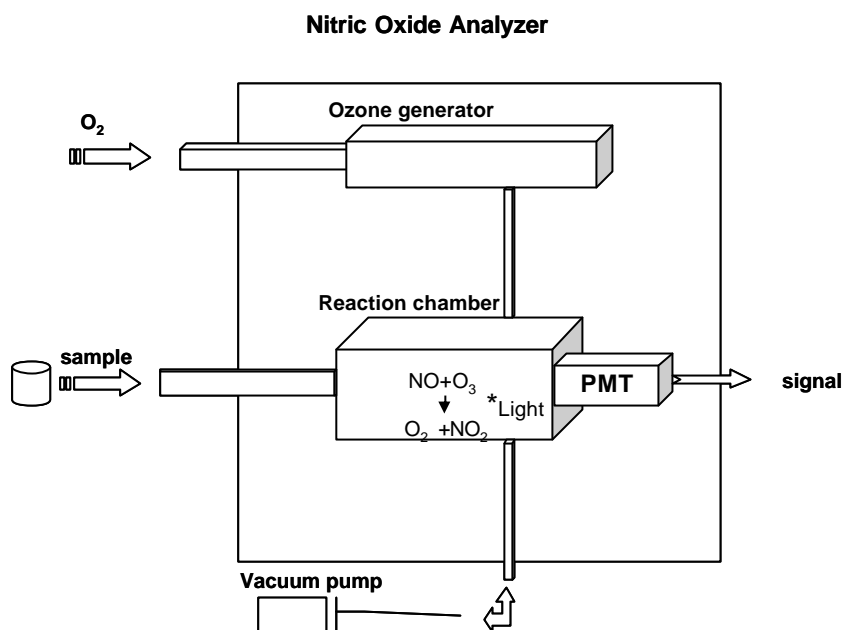 Nitric Oxide Analyzer
Ozone generator
O₂
Reaction chamber
sample
NO+O₃
*Light
O₂ +NO₂
PMT
signal
Vacuum pump